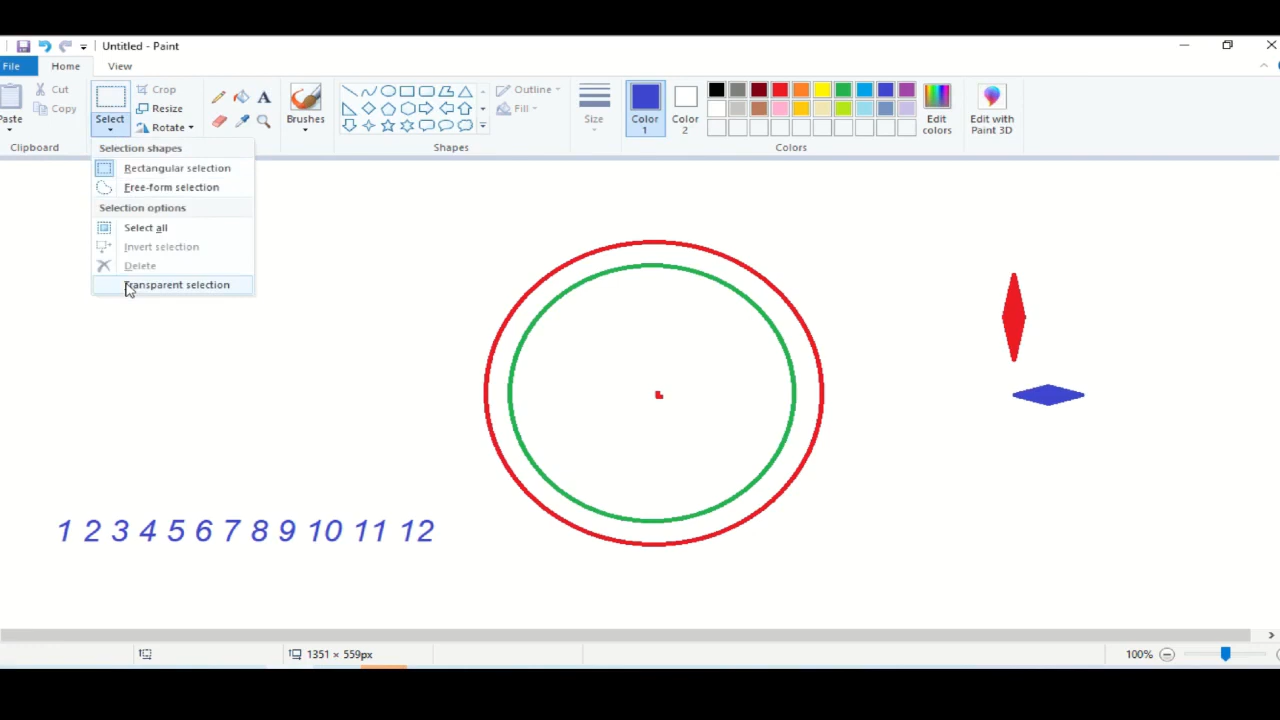 Untitled - Paint
File Home View
Paste
Cut
Copy
Clipboard
Select
Crop
Resize
Rotate
A
Brushes
Outline
Fill
Shapes
Size
Color 1
Color 2
Edit colors
Colors
Edit with Paint 3D
Selection shapes
Rectangular selection
Free-form selection
Selection options
Select all
Invert selection
Delete
Transparent selection
1 2 3 4 5 6 7 8 9 10 11 12
1351 × 559px
100%